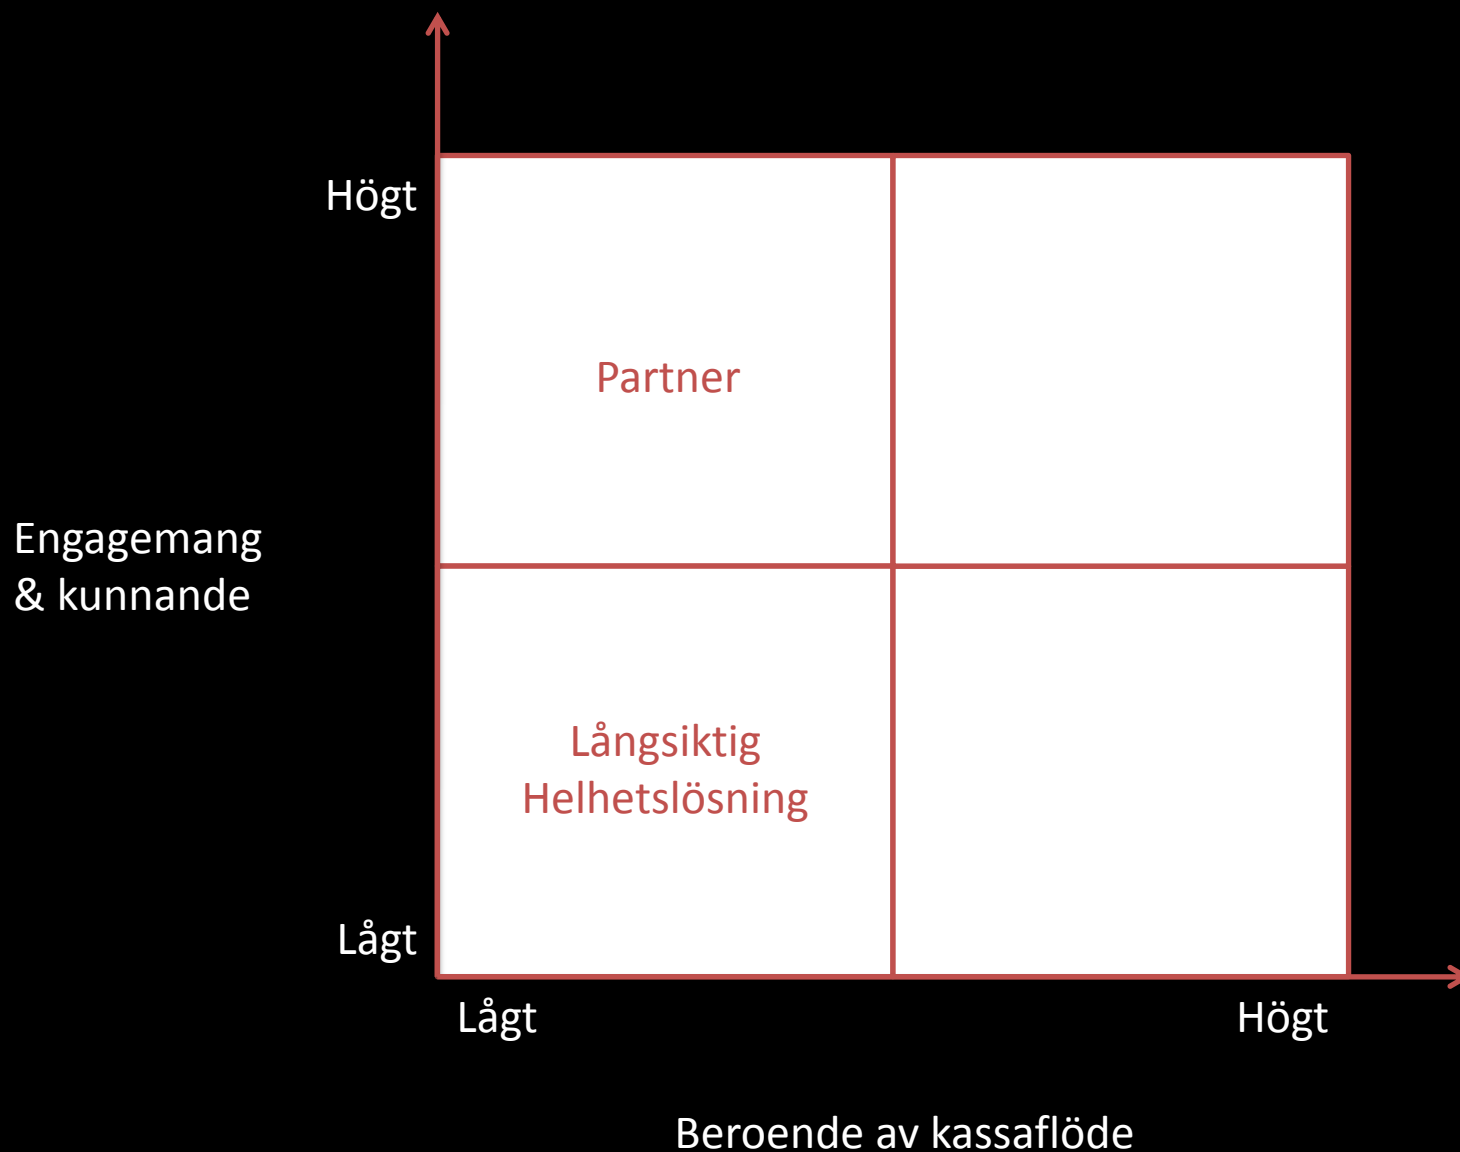 Högt
Partner
Engagemang
& kunnande
Långsiktig
Helhetslösning
Lågt
Lågt
Högt
Beroende av kassaflöde